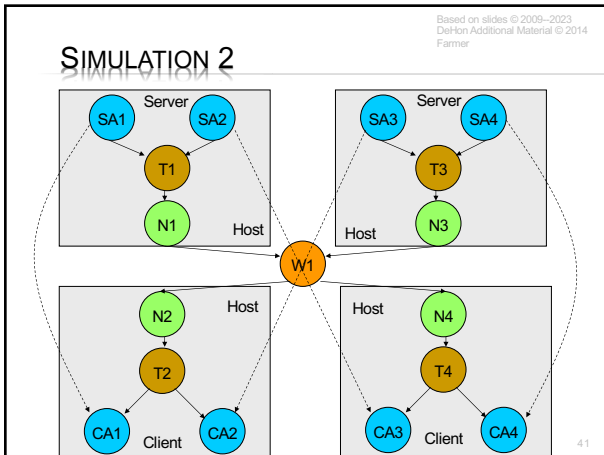 Based on slides © 2009--2023
DeHon Additional Material © 2014
Farmer
SIMULATION 2
Server
SA1
SA2
T1
N1
Host
Server
SA3
SA4
T3
N3
Host
W1
N2
Host
T2
CA1
Client
CA2
Host
N4
T4
CA3
Client
CA4
41